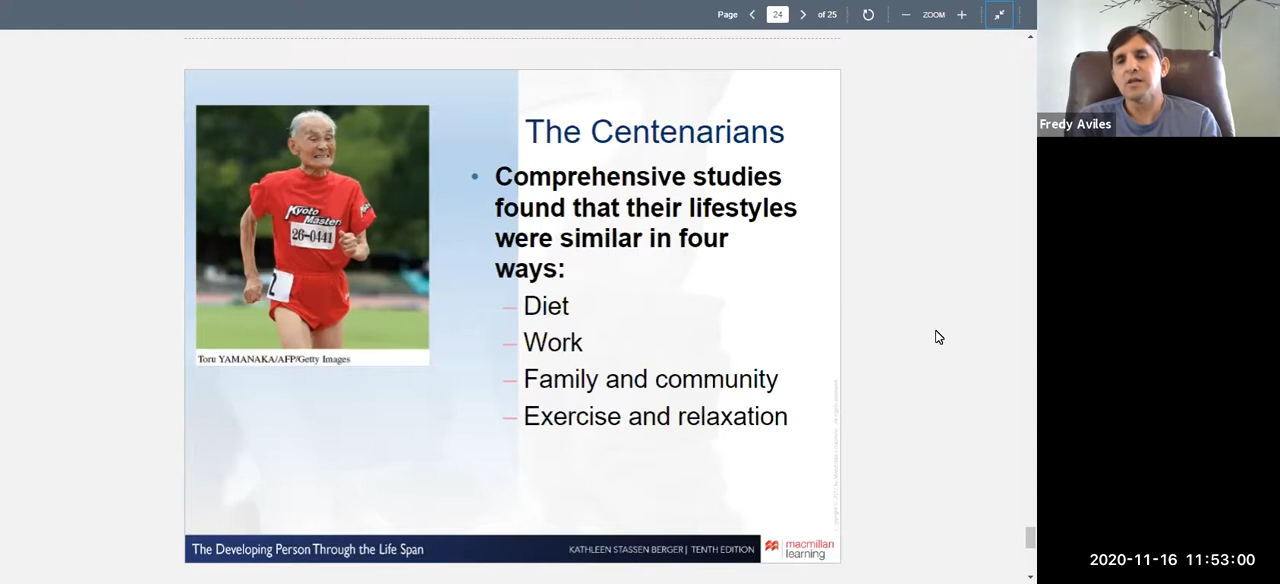 Page 24 of 25 ZOOM
Fredy Aviles
The Centenarians
• Comprehensive studies
found that their lifestyles
were similar in four
ways:
– Diet
– Work
– Family and community
– Exercise and relaxation
Kyoto
Masters
26-0441
2
Toru YAMANAKA/AFP/Getty Images
The Developing Person Through the Life Span
KATHLEEN STASSEN BERGER | TENTH EDITION
macmillan
learning
2020-11-16 11:53:00